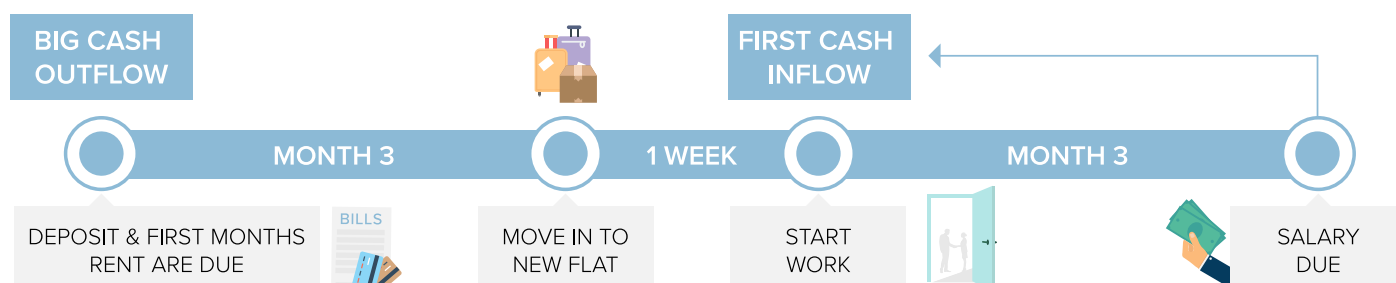 BIG CASH
OUTFLOW
FIRST CASH
INFLOW
MONTH 3
1 WEEK
MONTH 3
DEPOSIT & FIRST MONTHS
RENT ARE DUE
BILLS
MOVE IN TO
NEW FLAT
START
WORK
SALARY
DUE